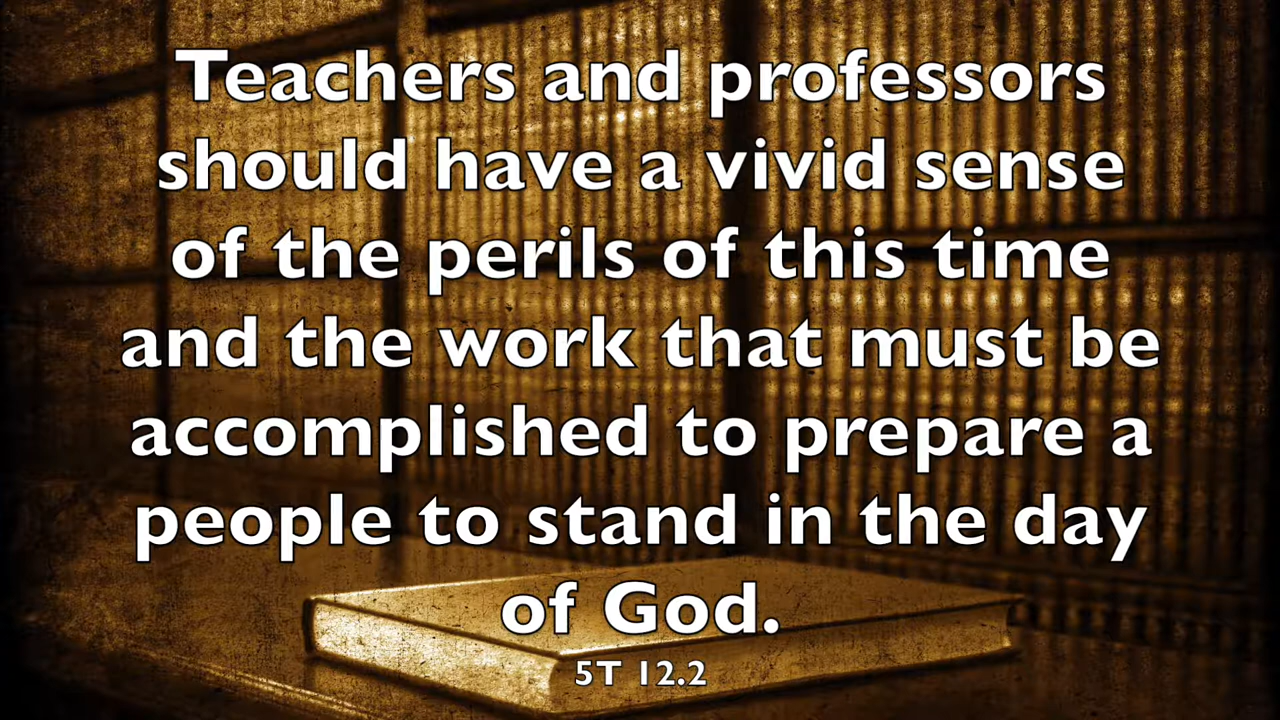 Teachers and professors
should have a vivid sense
of the perils of this time
and the work that must be
accomplished to prepare a
people to stand in the day
of God.
5T 12.2